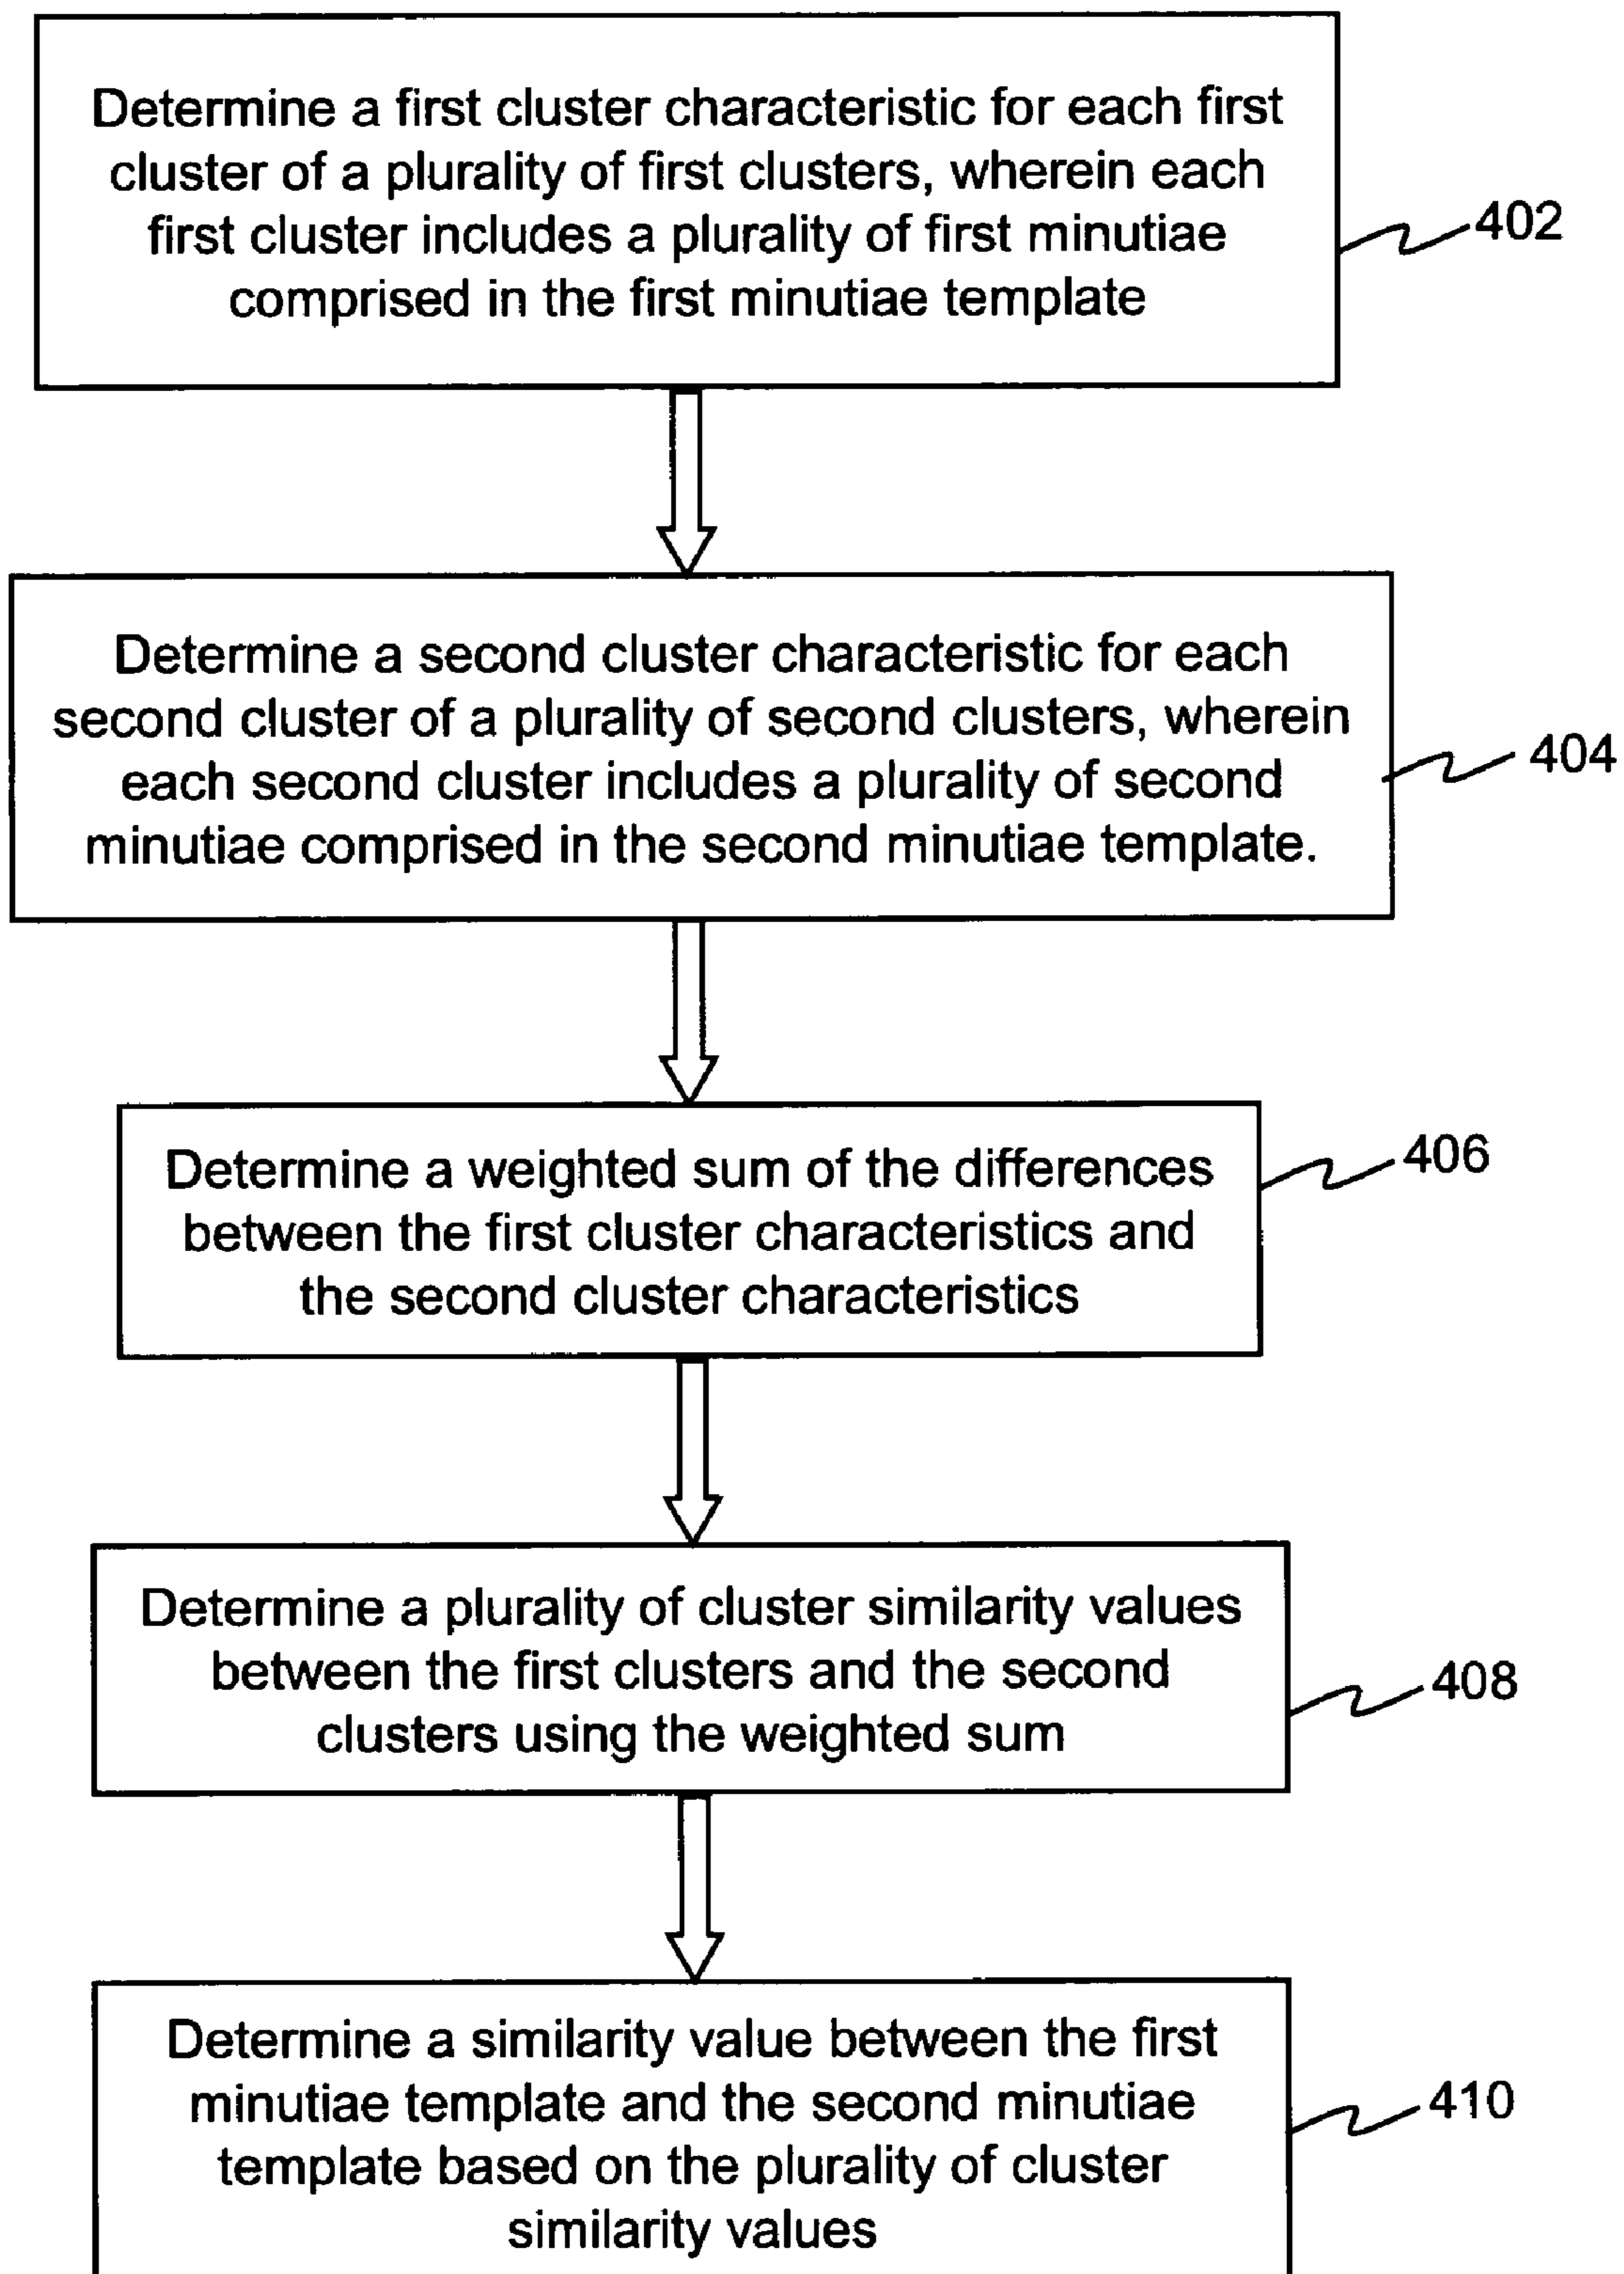 Determine a first cluster characteristic for each first
cluster of a plurality of first clusters, wherein each
first cluster includes a plurality of first minutiae
comprised in the first minutiae template
402
Determine a second cluster characteristic for each
second cluster of a plurality of second clusters, wherein
each second cluster includes a plurality of second
minutiae comprised in the second minutiae template.
404
Determine a weighted sum of the differences
between the first cluster characteristics and
the second cluster characteristics
406
Determine a plurality of cluster similarity values
between the first clusters and the second
clusters using the weighted sum
408
Determine a similarity value between the first
minutiae template and the second minutiae
template based on the plurality of cluster
similarity values
410